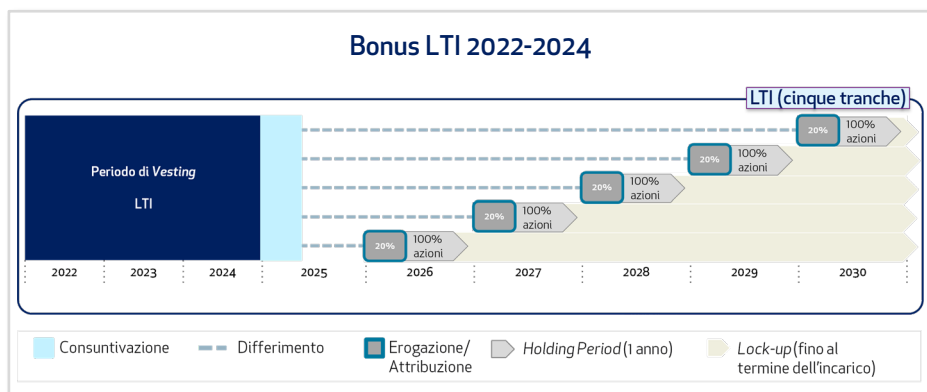 Bonus LTI 2022-2024
LTI (cinque tranche)
Periodo di Vesting
LTI
20%
100%
azioni
20%
100%
azioni
20%
100%
azioni
20%
100%
azioni
20%
100%
azioni
2022
2023
2024
2025
2026
2027
2028
2029
2030
Consuntivazione
Differimento
Erogazione/
Attribuzione
Holding Period (1 anno)
Lock-up (fino al
termine dell'incarico)